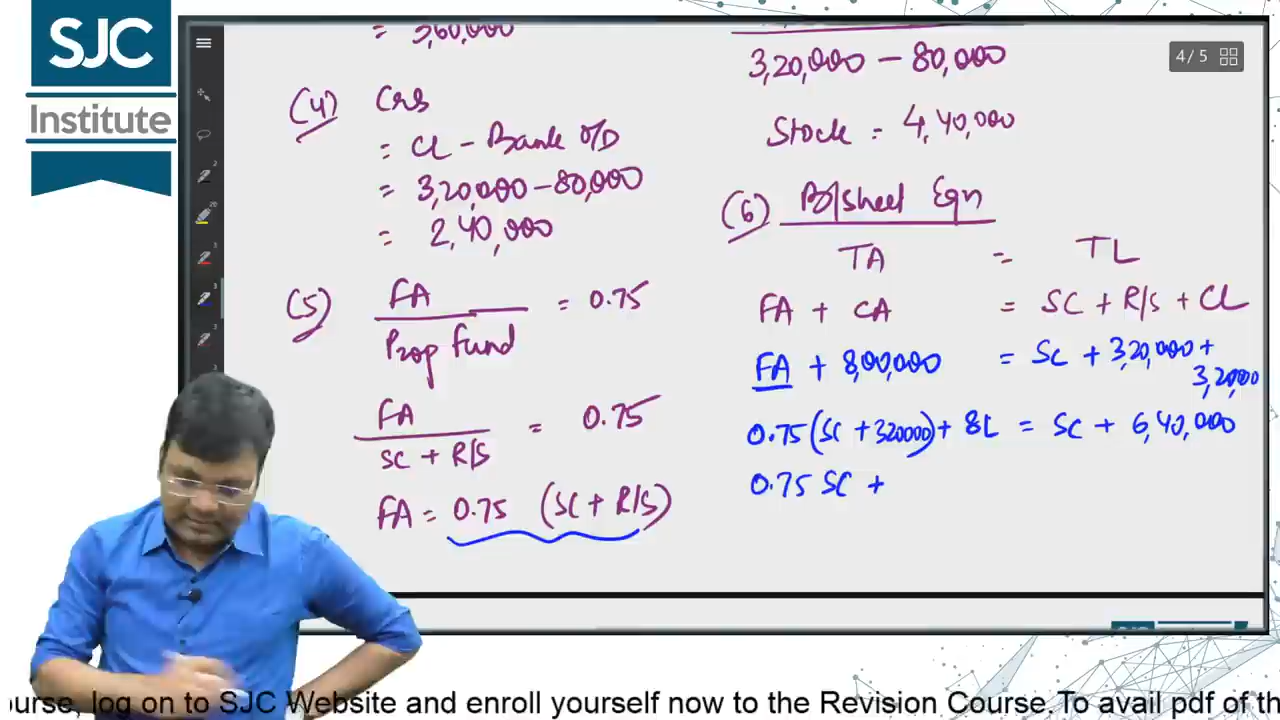 SJC
Institute
= 3,60,000
(4) Crs
= CL - Bank O/D
= 3,20,000 - 80,000
= 2,40,000
(5) FA
Prop Fund
= 0.75
FA
SC + R/S
= 0.75
FA = 0.75 (SC + R/S)
3,20,000 - 80,000
Stock = 4,40,000
(6) B/Sheet Eqn
TA = TL
FA + CA = SC + R/S + CL
FA + 8,00,000 = SC + 3,20,000 +
3,20,000
0.75(SC + 320000) + 8L = SC + 6,40,000
0.75 SC +
4/5
ourse, log on to SJC Website and enroll yourself now to the Revision Course.To avail pdf of th